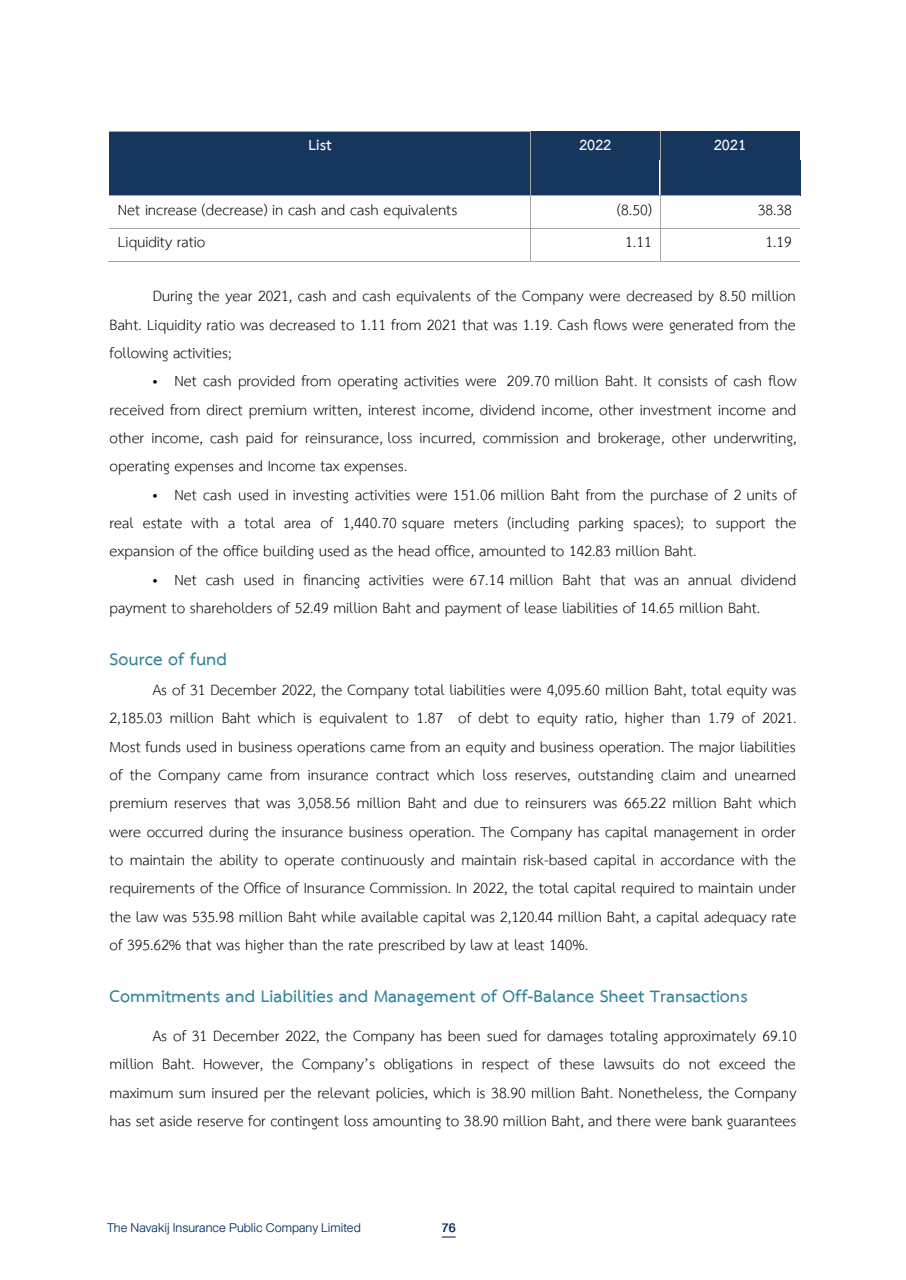 List 2022 2021
Net increase (decrease) in cash and cash equivalents (8.50) 38.38
Liquidity ratio 1.11 1.19
During the year 2021, cash and cash equivalents of the Company were decreased by 8.50 million
Baht. Liquidity ratio was decreased to 1.11 from 2021 that was 1.19. Cash flows were generated from the
following activities;
• Net cash provided from operating activities were 209.70 million Baht. It consists of cash flow
received from direct premium written, interest income, dividend income, other investment income and
other income, cash paid for reinsurance, loss incurred, commission and brokerage, other underwriting,
operating expenses and Income tax expenses.
• Net cash used in investing activities were 151.06 million Baht from the purchase of 2 units of
real estate with a total area of 1,440.70 square meters (including parking spaces); to support the
expansion of the office building used as the head office, amounted to 142.83 million Baht.
• Net cash used in financing activities were 67.14 million Baht that was an annual dividend
payment to shareholders of 52.49 million Baht and payment of lease liabilities of 14.65 million Baht.
Source of fund
As of 31 December 2022, the Company total liabilities were 4,095.60 million Baht, total equity was
2,185.03 million Baht which is equivalent to 1.87 of debt to equity ratio, higher than 1.79 of 2021.
Most funds used in business operations came from an equity and business operation. The major liabilities
of the Company came from insurance contract which loss reserves, outstanding claim and unearned
premium reserves that was 3,058.56 million Baht and due to reinsurers was 665.22 million Baht which
were occurred during the insurance business operation. The Company has capital management in order
to maintain the ability to operate continuously and maintain risk-based capital in accordance with the
requirements of the Office of Insurance Commission. In 2022, the total capital required to maintain under
the law was 535.98 million Baht while available capital was 2,120.44 million Baht, a capital adequacy rate
of 395.62% that was higher than the rate prescribed by law at least 140%.
Commitments and Liabilities and Management of Off-Balance Sheet Transactions
As of 31 December 2022, the Company has been sued for damages totaling approximately 69.10
million Baht. However, the Company's obligations in respect of these lawsuits do not exceed the
maximum sum insured per the relevant policies, which is 38.90 million Baht. Nonetheless, the Company
has set aside reserve for contingent loss amounting to 38.90 million Baht, and there were bank guarantees
The Navakij Insurance Public Company Limited 76